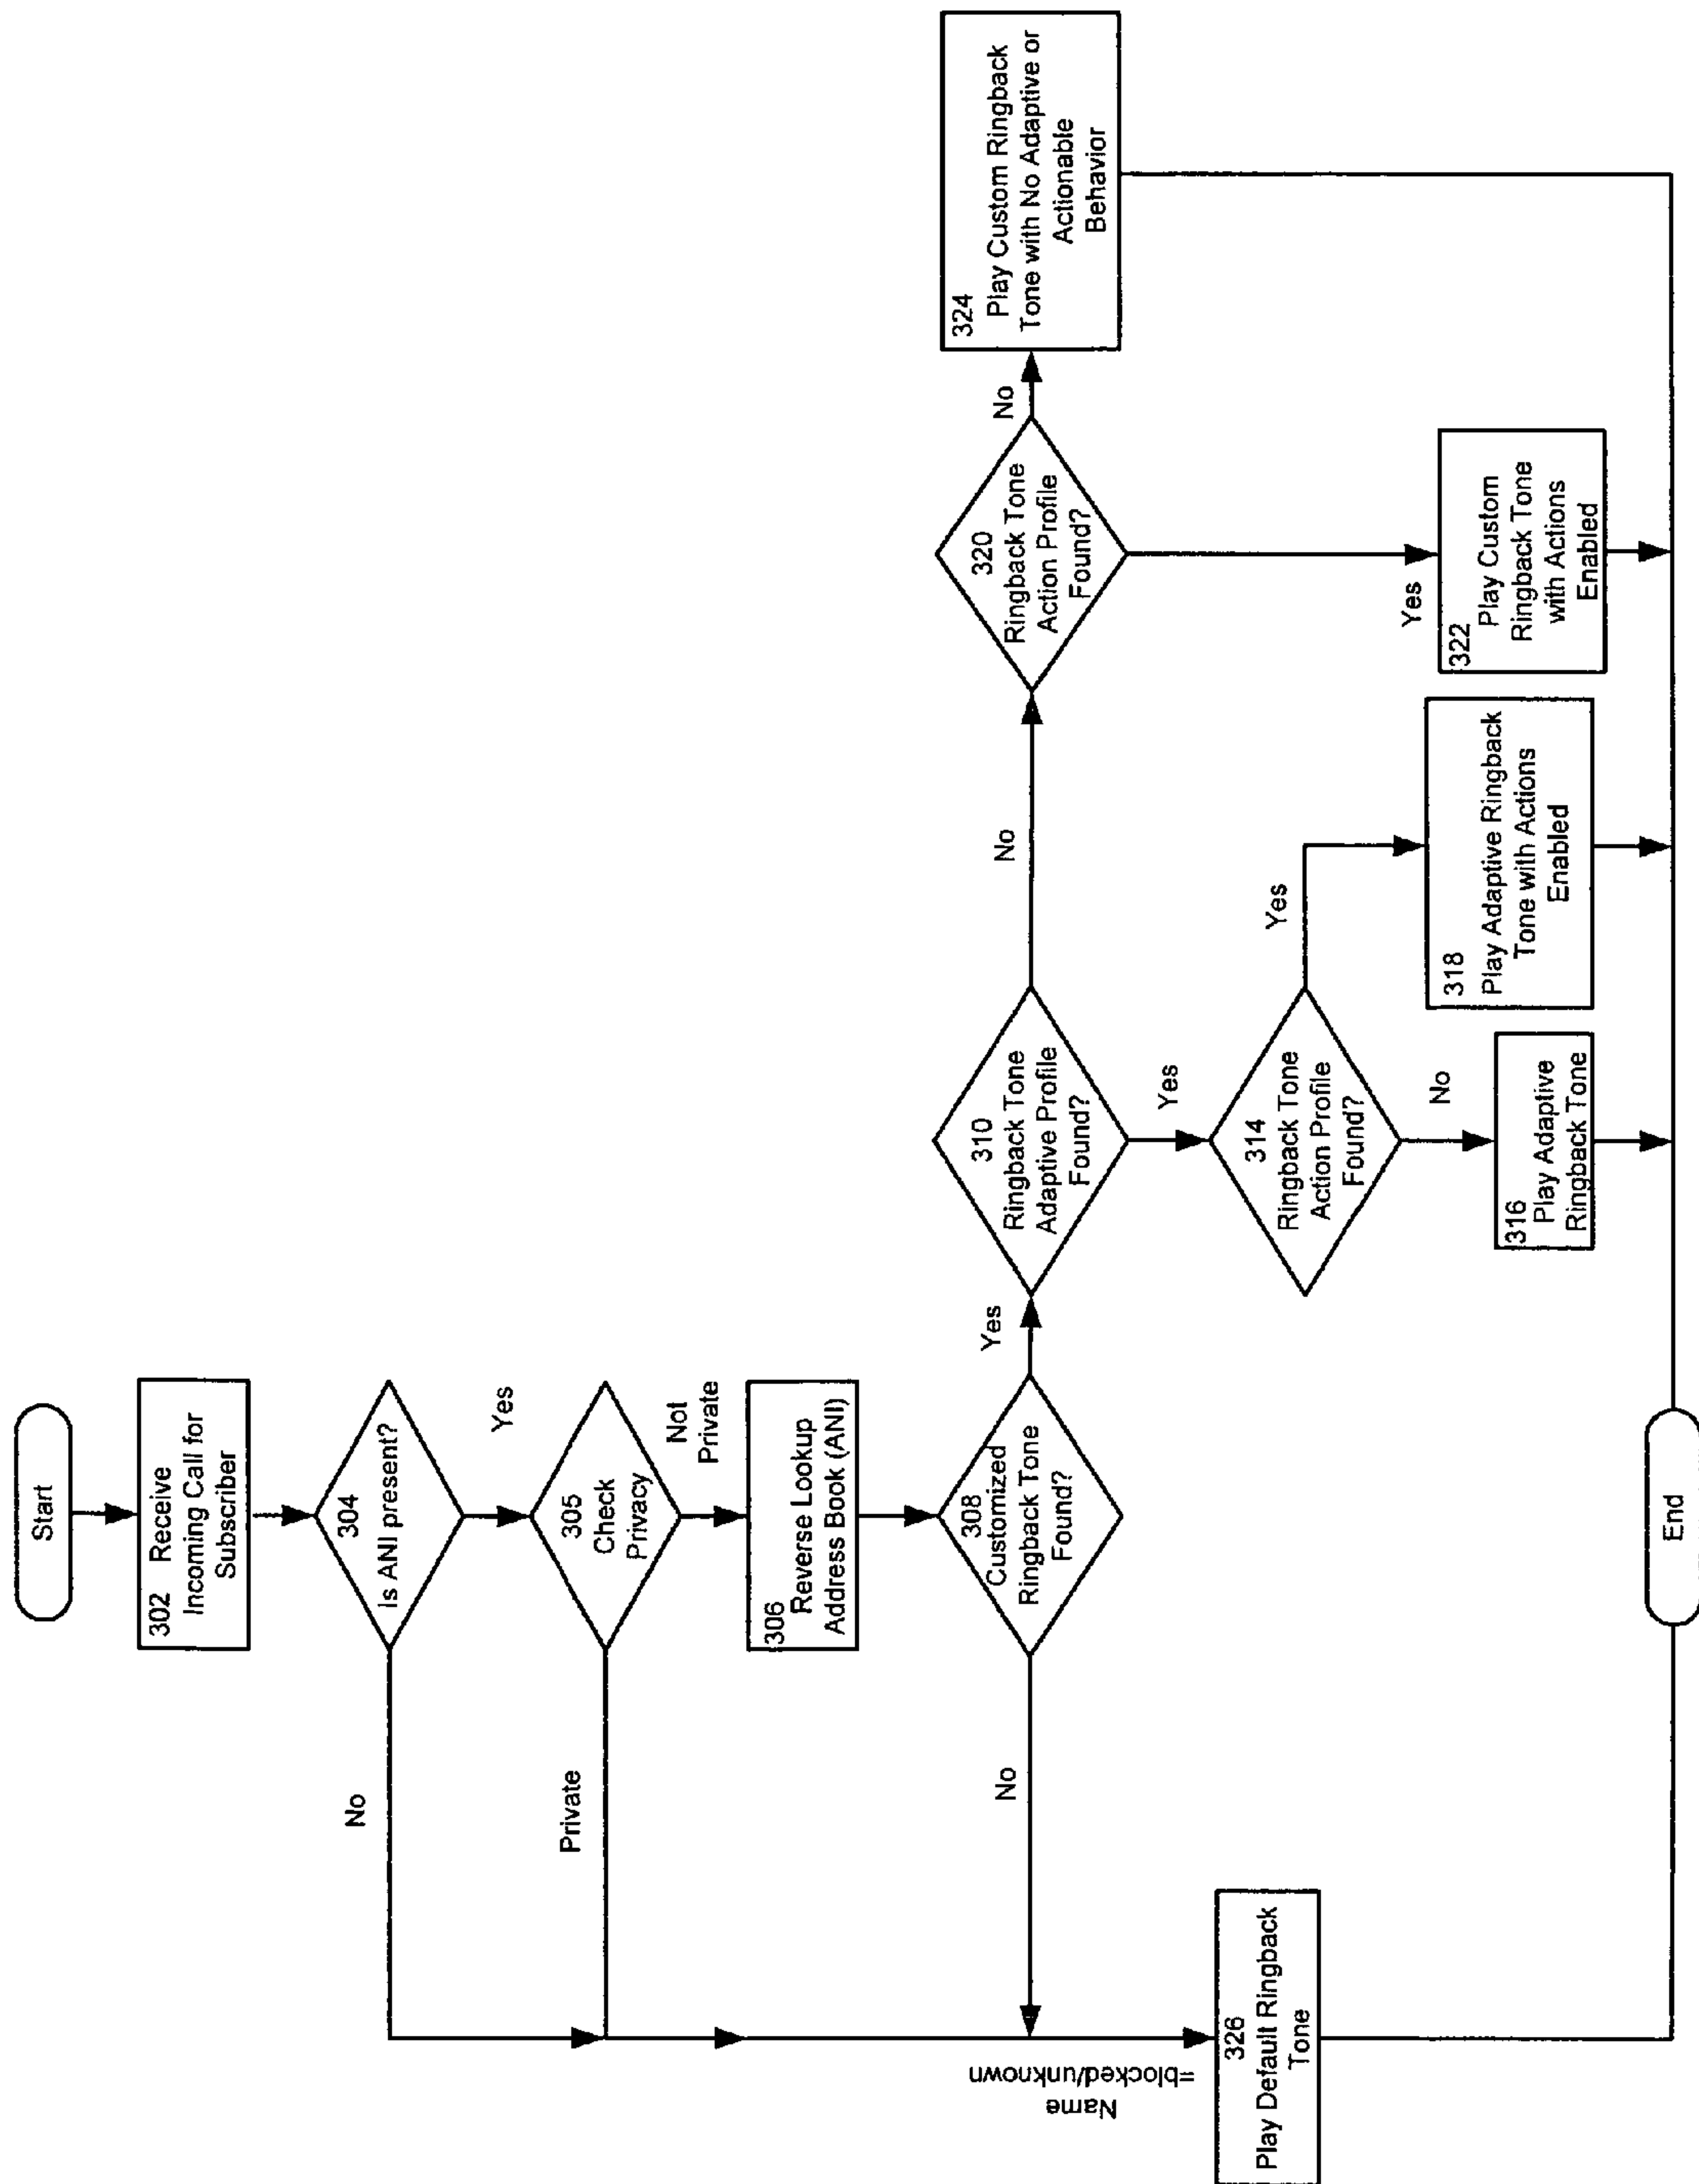 Start
302 Receive
Incoming Call for
Subscriber
304
Is ANI present?
No
Yes
305
Check
Privacy
Private
Not
Private
306
Reverse Lookup
Address Book (ANI)
308
Customized
Ringback Tone
Found?
No
Yes
310
Ringback Tone
Adaptive Profile
Found?
No
Yes
320
Ringback Tone
Action Profile
Found?
No
Yes
324
Play Custom Ringback
Tone with No Adaptive or
Actionable
Behavior
314
Ringback Tone
Action Profile
Found?
Yes
No
Name
=blocked/unknown
326
Play Default Ringback
Tone
316
Play Adaptive
Ringback Tone
318
Play Adaptive Ringback
Tone with Actions
Enabled
322
Play Custom
Ringback Tone
with Actions
Enabled
End